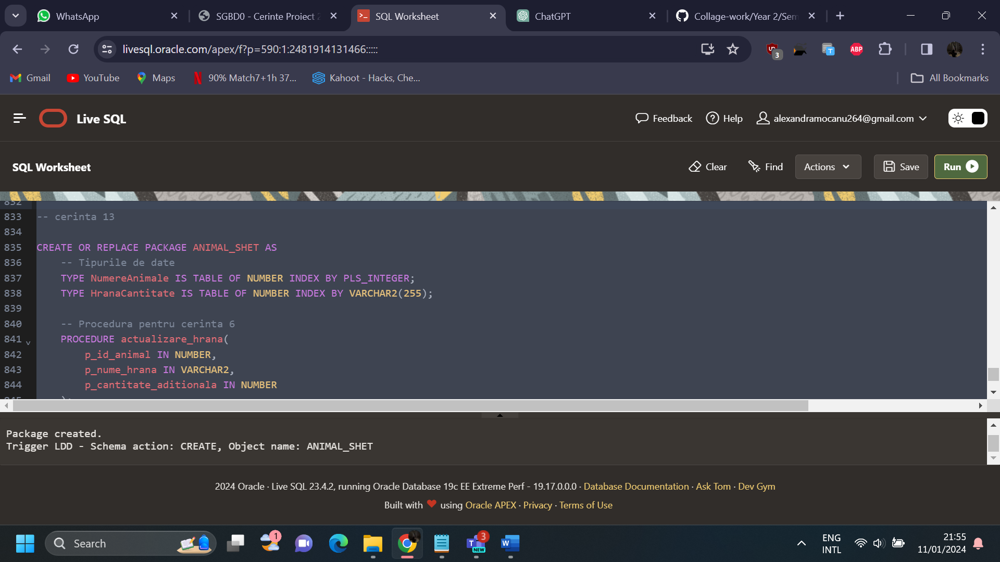 WhatsApp
SGBD0 - Cerinte Proiect 2
SQL Worksheet
ChatGPT
Collage-work/Year 2/Sem
livesql.oracle.com/apex/f?p=590:1:2481914131466:::::
3
ABP
Gmail
YouTube
Maps
90% Match7+1h 37...
Kahoot - Hacks, Che...
All Bookmarks
Live SQL
Feedback
Help
alexandramocanu264@gmail.com
SQL Worksheet
Clear
Find
Actions
Save
Run
832
833 -- cerinta 13
834
835 CREATE OR REPLACE PACKAGE ANIMAL_SHET AS
836 -- Tipurile de date
837 TYPE NumereAnimale IS TABLE OF NUMBER INDEX BY PLS_INTEGER;
838 TYPE HranaCantitate IS TABLE OF NUMBER INDEX BY VARCHAR2(255);
839
840 -- Procedura pentru cerinta 6
841 PROCEDURE actualizare_hrana(
842 p_id_animal IN NUMBER,
843 p_nume_hrana IN VARCHAR2,
844 p_cantitate_aditionala IN NUMBER
845 );
Package created.
Trigger LDD - Schema action: CREATE, Object name: ANIMAL_SHET
2024 Oracle · Live SQL 23.4.2, running Oracle Database 19c EE Extreme Perf - 19.17.0.0.0 · Database Documentation · Ask Tom · Dev Gym
Built with ❤ using Oracle APEX · Privacy · Terms of Use
Search
1
3
NEW
ENG
INTL
21:55
11/01/2024